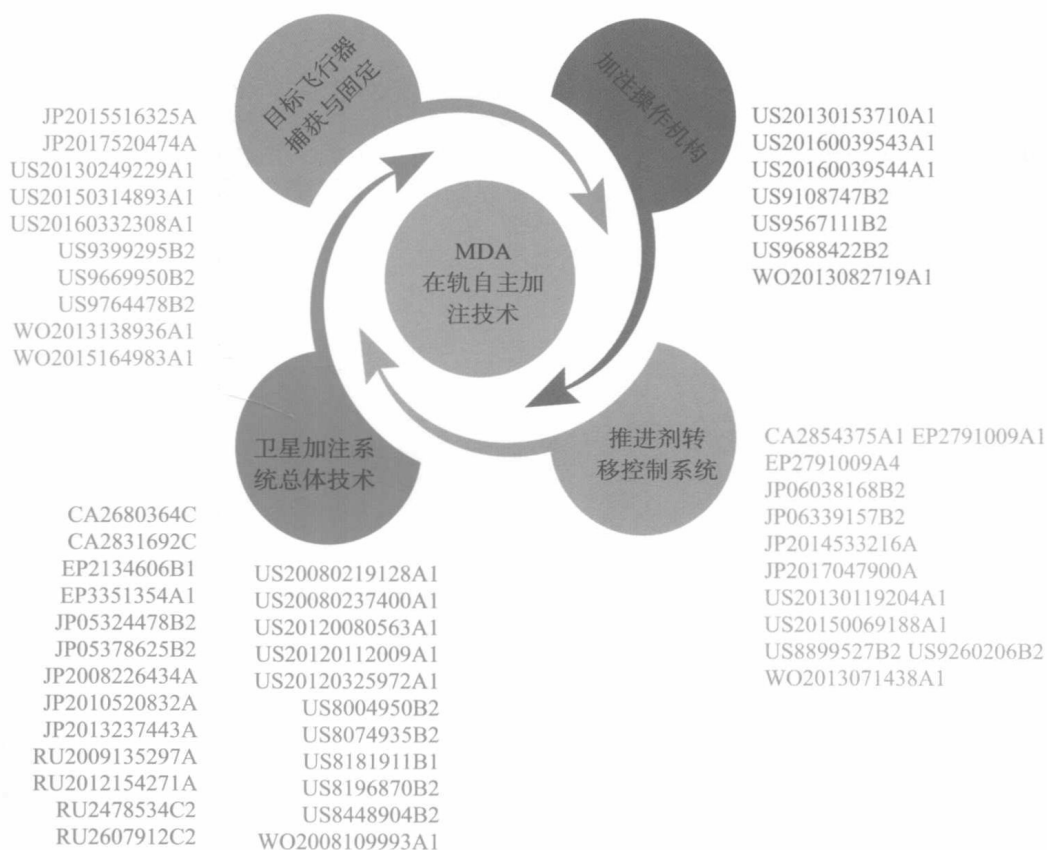 目标飞行器
捕获与固定
JP2015516325A
JP2017520474A
US20130249229A1
US20150314893A1
US20160332308A1
US9399295B2
US9669950B2
US9764478B2
WO2013138936A1
WO2015164983A1
加注操作机构
US20130153710A1
US20160039543A1
US20160039544A1
US9108747B2
US9567111B2
US9688422B2
WO2013082719A1
MDA
在轨自主加
注技术
卫星加注系
统总体技术
CA2680364C
CA2831692C
EP2134606B1
EP3351354A1
JP05324478B2
JP05378625B2
JP2008226434A
JP2010520832A
JP2013237443A
RU2009135297A
RU2012154271A
RU2478534C2
RU2607912C2
US20080219128A1
US20080237400A1
US20120080563A1
US20120112009A1
US20120325972A1
US8004950B2
US8074935B2
US8181911B1
US8196870B2
US8448904B2
WO2008109993A1
推进剂转
移控制系统
CA2854375A1 EP2791009A1
EP2791009A4
JP06038168B2
JP06339157B2
JP2014533216A
JP2017047900A
US20130119204A1
US20150069188A1
US8899527B2 US9260206B2
WO2013071438A1